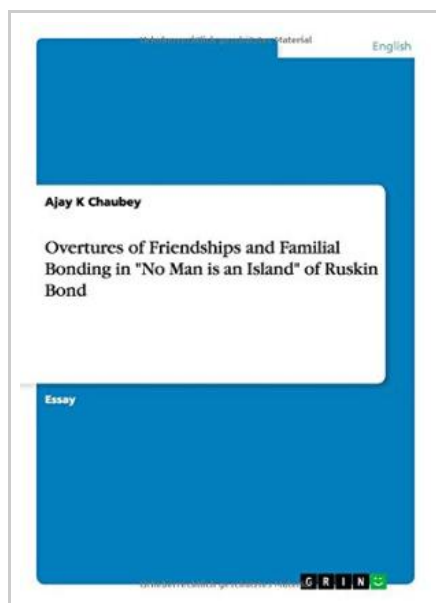 English
Ajay K Chaubey
Overtures of Friendships and Familial
Bonding in "No Man is an Island" of Ruskin
Bond
Essay
GRIN